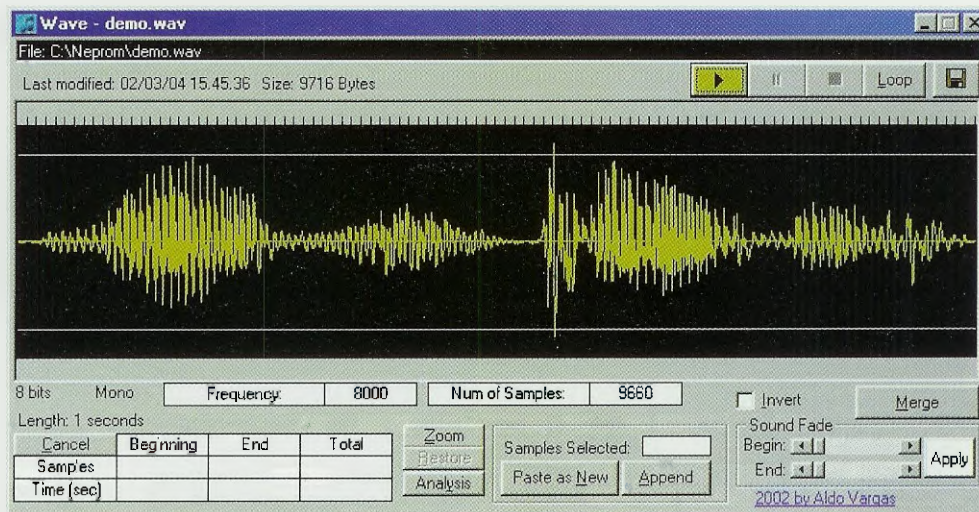 Wave - demo.wav
File: C:\Neprom\demo.wav
Last modified: 02/03/04 15.45.36 Size: 9716 Bytes
Loop
8 bits Mono Frequency: 8000 Num of Samples: 9660
Invert Merge
Length: 1 seconds
Sound Fade
Cancel Beginning End Total
Zoom
Samples Selected:
Begin:
Samples
Restore
Apply
Time (sec)
Analysis
Paste as New Append
End:
2002 by Aldo Vargas